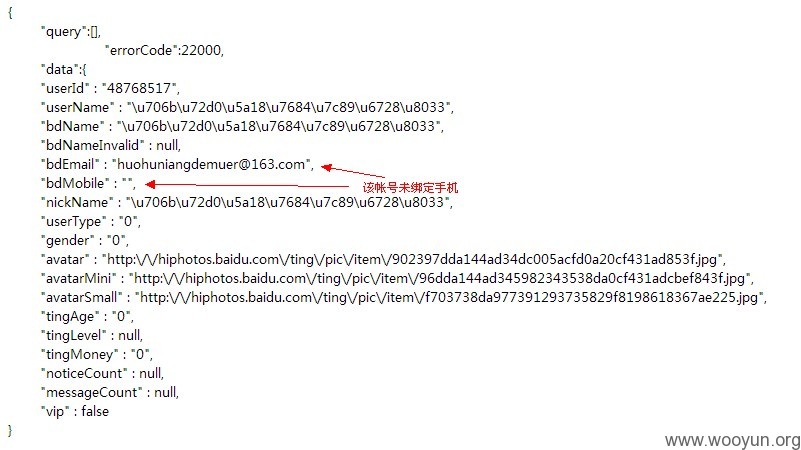 {
"query":[],
"errorCode":22000,
"data":{
"userId" : "48768517",
"userName" : "\u706b\u72d0\u5a18\u7684\u7c89\u6728\u8033",
"bdName" : "\u706b\u72d0\u5a18\u7684\u7c89\u6728\u8033",
"bdNameInvalid" : null,
"bdEmail" : "huohuniangdemuer@163.com",
"bdMobile" : "", 该帐号未绑定手机
"nickName" : "\u706b\u72d0\u5a18\u7684\u7c89\u6728\u8033",
"userType" : "0",
"gender" : "0",
"avatar" : "http:\/\/hiphotos.baidu.com\/ting\/pic\/item\/902397dda144ad34dc005acfd0a20cf431ad853f.jpg",
"avatarMini" : "http:\/\/hiphotos.baidu.com\/ting\/pic\/item\/96dda144ad345982343538da0cf431adcbef843f.jpg",
"avatarSmall" : "http:\/\/hiphotos.baidu.com\/ting\/pic\/item\/f703738da977391293735829f8198618367ae225.jpg",
"tingAge" : "0",
"tingLevel" : null,
"tingMoney" : "0",
"noticeCount" : null,
"messageCount" : null,
"vip" : false
}
www.wooyun.org